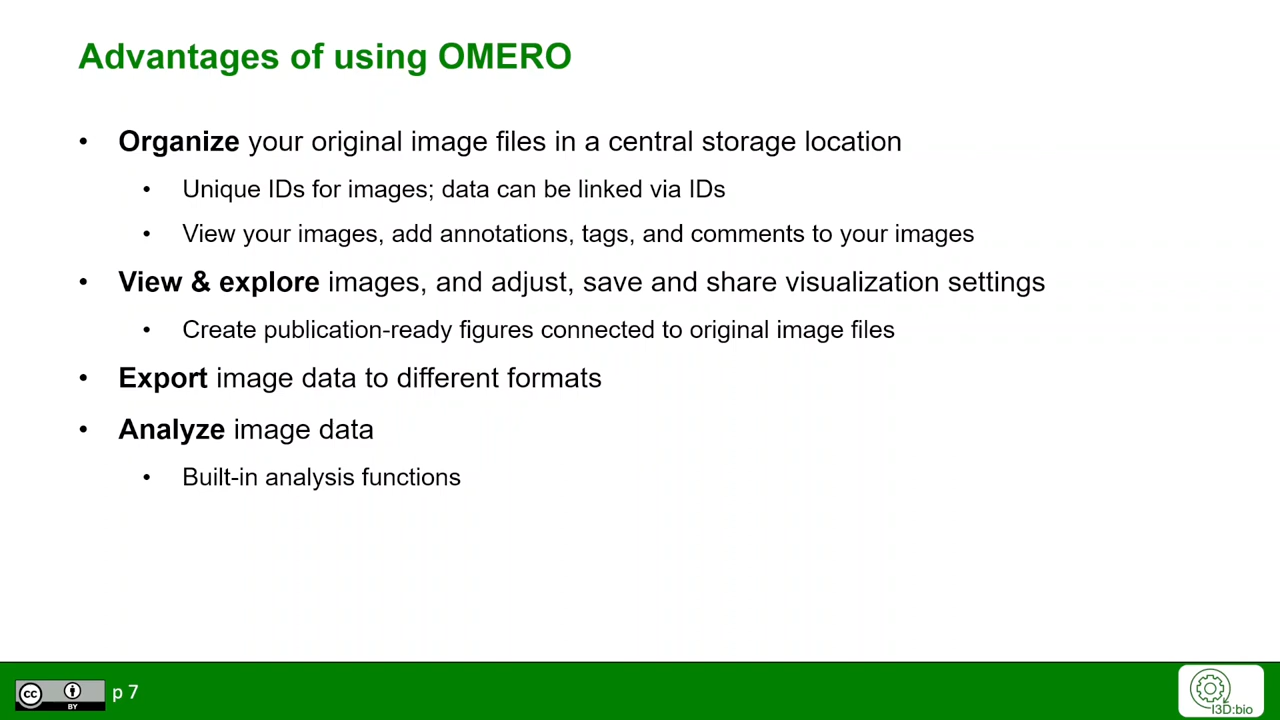 Advantages of using OMERO
• Organize your original image files in a central storage location
• Unique IDs for images; data can be linked via IDs
• View your images, add annotations, tags, and comments to your images
• View & explore images, and adjust, save and share visualization settings
• Create publication-ready figures connected to original image files
• Export image data to different formats
• Analyze image data
• Built-in analysis functions
cc
BY
p 7
I3D:bio